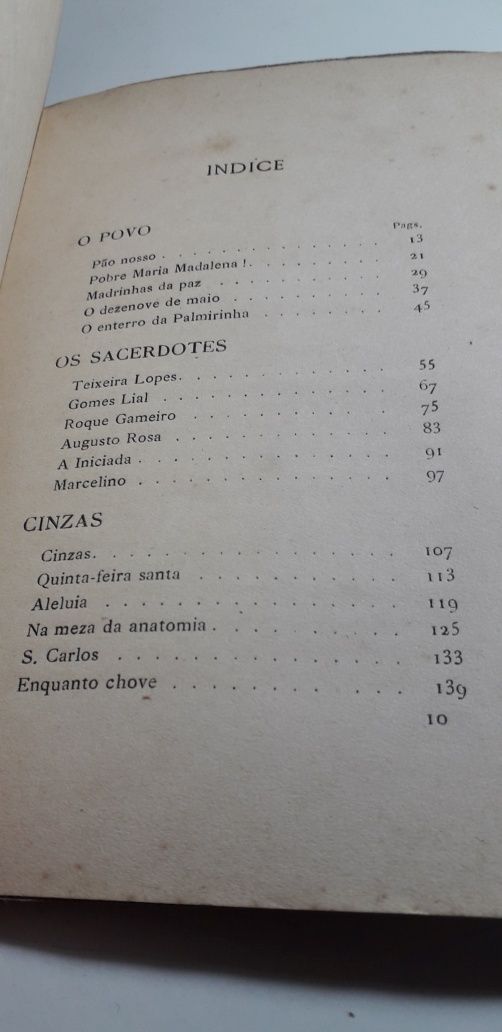 INDICE
O POVO
Pags.
Pão nosso . . . . . . . . . . . . . 13
Pobre Maria Madalena !. . . . . . . . . 21
Madrinhas da paz . . . . . . . . . . 29
O dezenove de maio . . . . . . . . . 37
O enterro da Palmirinha . . . . . . . 45
OS SACERDOTES
Teixeira Lopes. . . . . . . . . . . . 55
Gomes Lial . . . . . . . . . . . . . 67
Roque Gameiro . . . . . . . . . . . 75
Augusto Rosa . . . . . . . . . . . 83
A Iniciada . . . . . . . . . . . . . 91
Marcelino . . . . . . . . . . . . . 97
CINZAS
Cinzas. . . . . . . . . . . . . . . 107
Quinta-feira santa . . . . . . . . . . 113
Aleluia . . . . . . . . . . . . . . 119
Na meza da anatomia . . . . . . . . . 125
S. Carlos . . . . . . . . . . . . . 133
Enquanto chove . . . . . . . . . . . 139
10